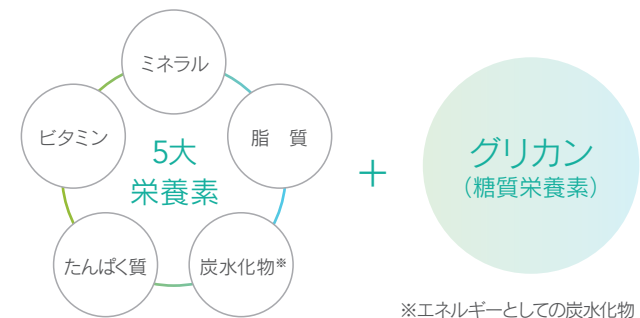 ミネラル
ビタミン
脂 質
5大
栄養素
たんぱく質
炭水化物※
+
グリカン
(糖質栄養素)
※エネルギーとしての炭水化物